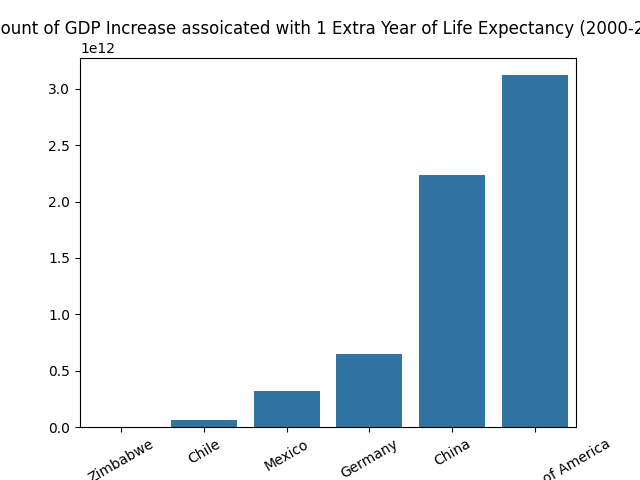 ount of GDP Increase assoicated with 1 Extra Year of Life Expectancy (2000-2
1e12
3.0
2.5
2.0
1.5
1.0
0.5
0.0
Zimbabwe
Chile
Mexico
Germany
China
of America